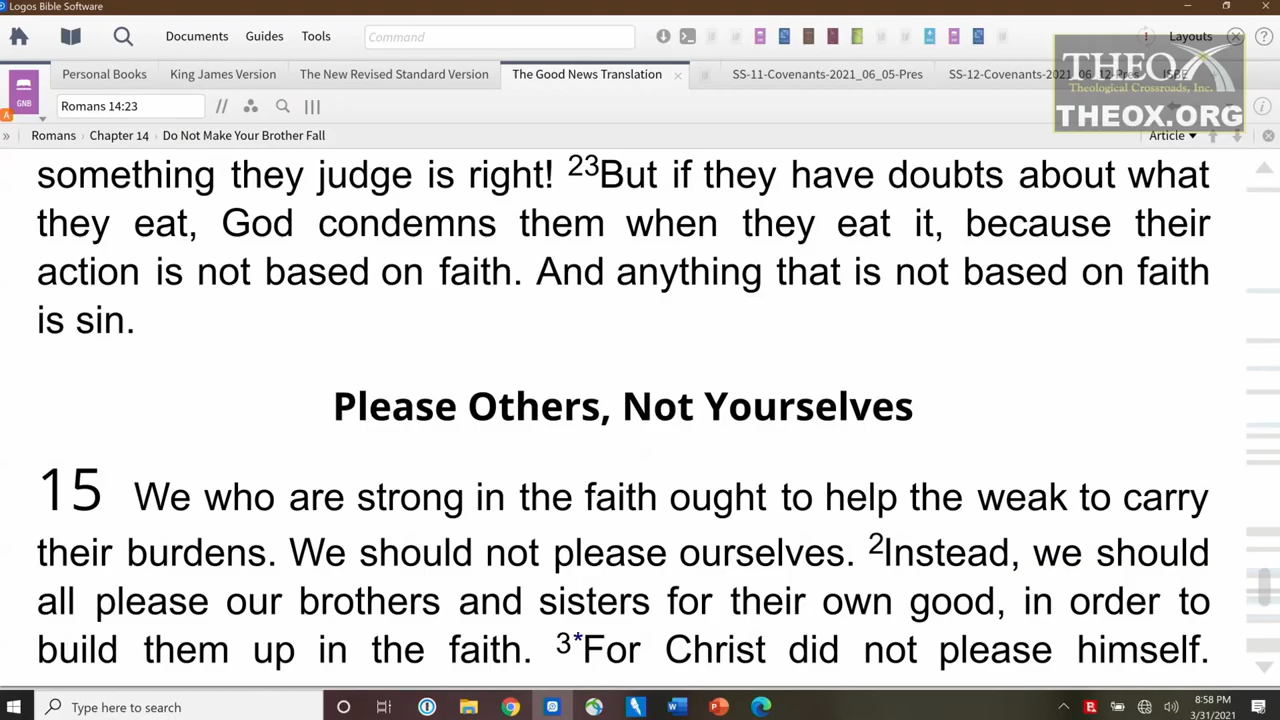 Logos Bible Software
Documents Guides Tools Command Layouts
Personal Books King James Version The New Revised Standard Version The Good News Translation SS-11-Covenants-2021_06_05-Pres SS-12-Covenants-2021_06_12-Pres ISBE
THEOX
Theological Crossroads, Inc.
THEOX.ORG
GNB
A
Romans 14:23
» Romans › Chapter 14 › Do Not Make Your Brother Fall Article
something they judge is right! 23But if they have doubts about what
they eat, God condemns them when they eat it, because their
action is not based on faith. And anything that is not based on faith
is sin.
Please Others, Not Yourselves
15 We who are strong in the faith ought to help the weak to carry
their burdens. We should not please ourselves. 2Instead, we should
all please our brothers and sisters for their own good, in order to
build them up in the faith. 3*For Christ did not please himself.
Type here to search
8:58 PM
3/31/2021